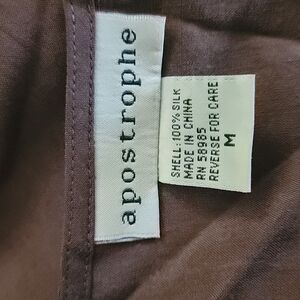 apostrophe
SHELL: 100% SILK
MADE IN CHINA
RN 58985
REVERSE FOR CARE
M